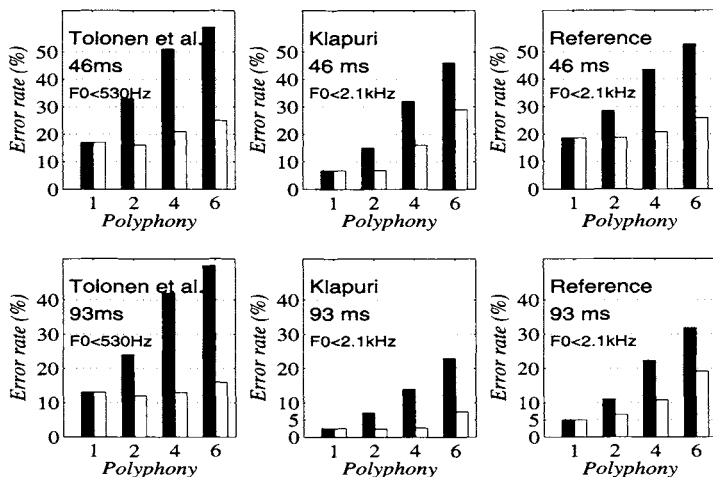 Tolonen et al.
46ms
F0<530Hz
Error rate (%)
50
40
30
20
10
0
1 2 4 6
Polyphony
Klapuri
46 ms
F0<2.1kHz
Error rate (%)
50
40
30
20
10
0
1 2 4 6
Polyphony
Reference
46 ms
F0<2.1kHz
Error rate (%)
50
40
30
20
10
0
1 2 4 6
Polyphony
Tolonen et al.
93ms
F0<530Hz
Error rate (%)
40
30
20
10
0
1 2 4 6
Polyphony
Klapuri
93 ms
F0<2.1kHz
Error rate (%)
40
30
20
10
5
0
1 2 4 6
Polyphony
Reference
93 ms
F0<2.1kHz
Error rate (%)
40
30
20
10
5
0
1 2 4 6
Polyphony